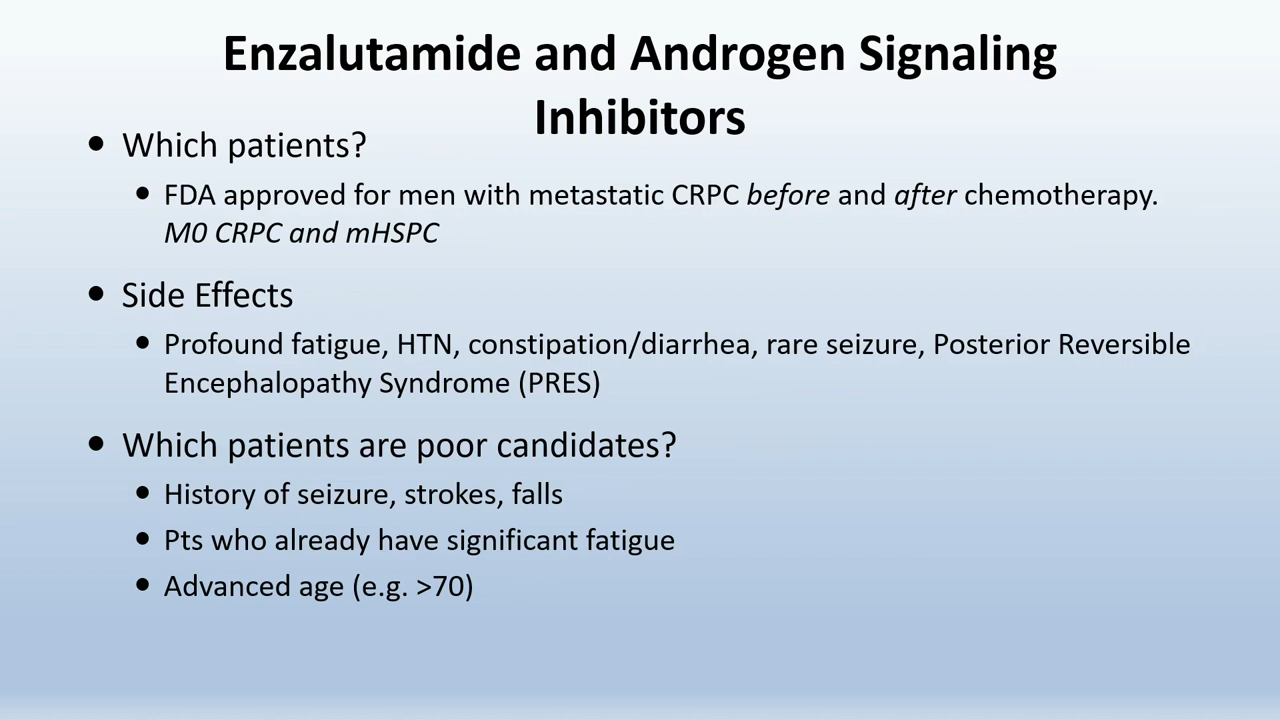 Enzalutamide and Androgen Signaling
Inhibitors
• Which patients?
• FDA approved for men with metastatic CRPC before and after chemotherapy.
M0 CRPC and mHSPC
• Side Effects
• Profound fatigue, HTN, constipation/diarrhea, rare seizure, Posterior Reversible
Encephalopathy Syndrome (PRES)
• Which patients are poor candidates?
• History of seizure, strokes, falls
• Pts who already have significant fatigue
• Advanced age (e.g. >70)